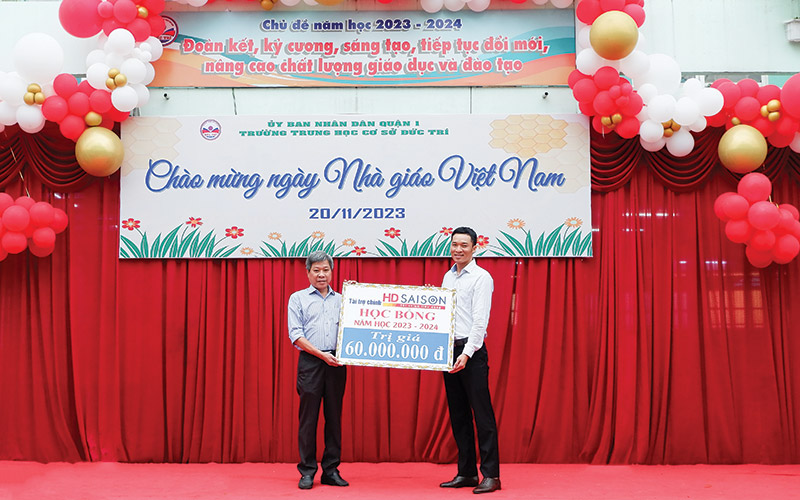 Chủ đề năm học 2023 - 2024
Đoàn kết, kỷ cương, sáng tạo, tiếp tục đổi mới,
nâng cao chất lượng giáo dục và đào tạo
ỦY BAN NHÂN DÂN QUẬN 1
TRƯỜNG TRUNG HỌC CƠ SỞ ĐỨC TRÍ
Chào mừng ngày Nhà giáo Việt Nam
20/11/2023
Tài trợ chính HD SAISON
HỌC BỔNG
NĂM HỌC 2023 - 2024
Trị giá
60.000.000 đ